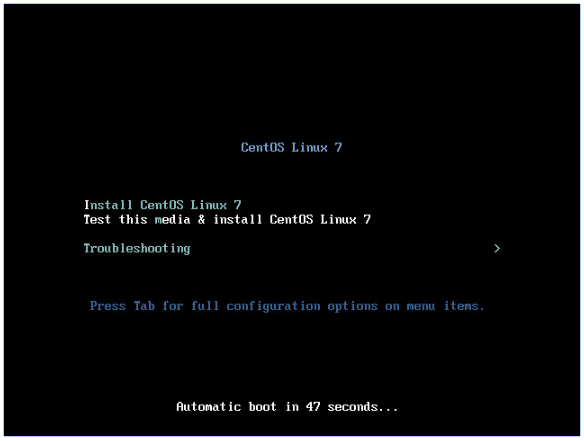 CentOS Linux 7
Install CentOS Linux 7
Test this media & install CentOS Linux 7
Troubleshooting >
Press Tab for full configuration options on menu items.
Automatic boot in 47 seconds...